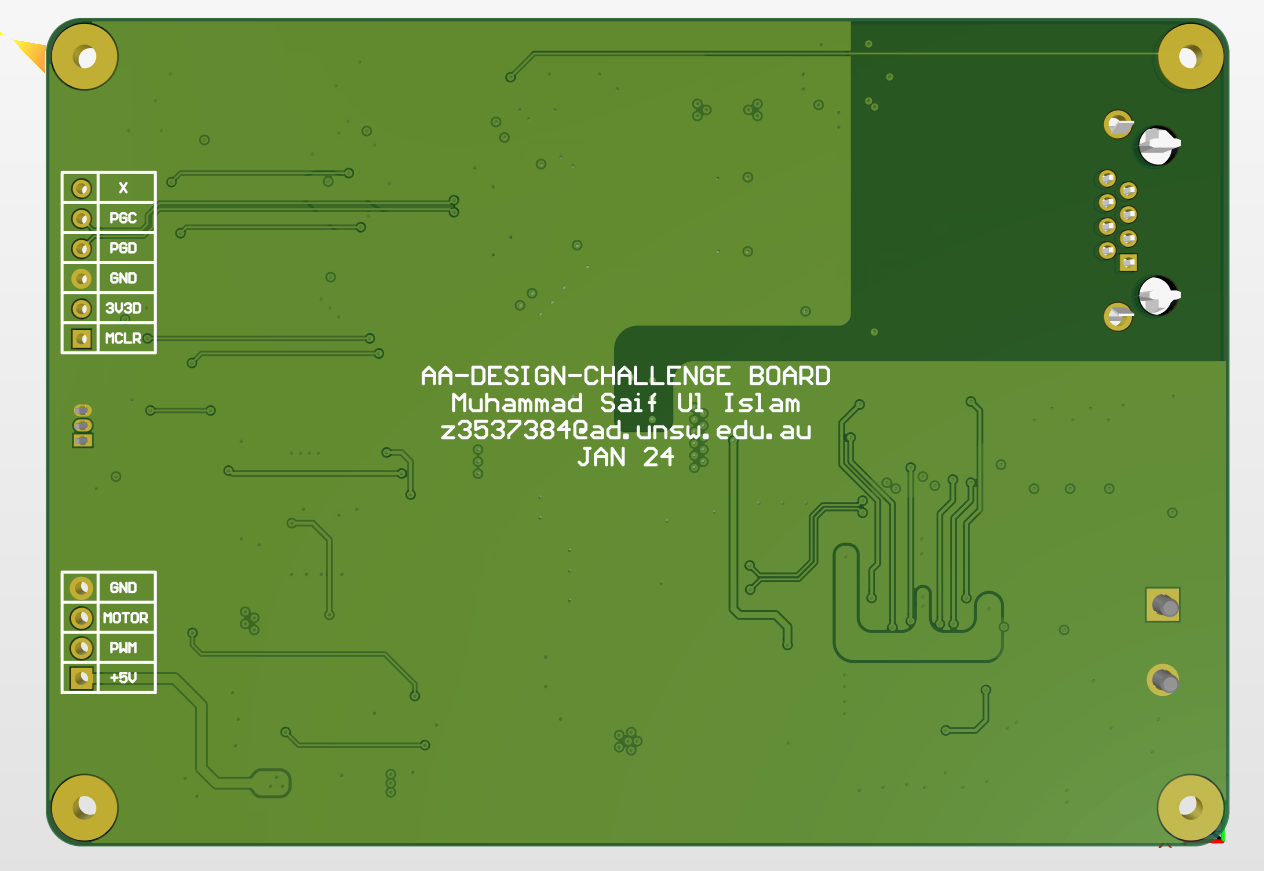 X
PGC
PGD
GND
3V3D
MCLR
AA-DESIGN-CHALLENGE BOARD
Muhammad Saif Ul Islam
z3537384@ad.unsw.edu.au
JAN 24
GND
MOTOR
PWM
+5V